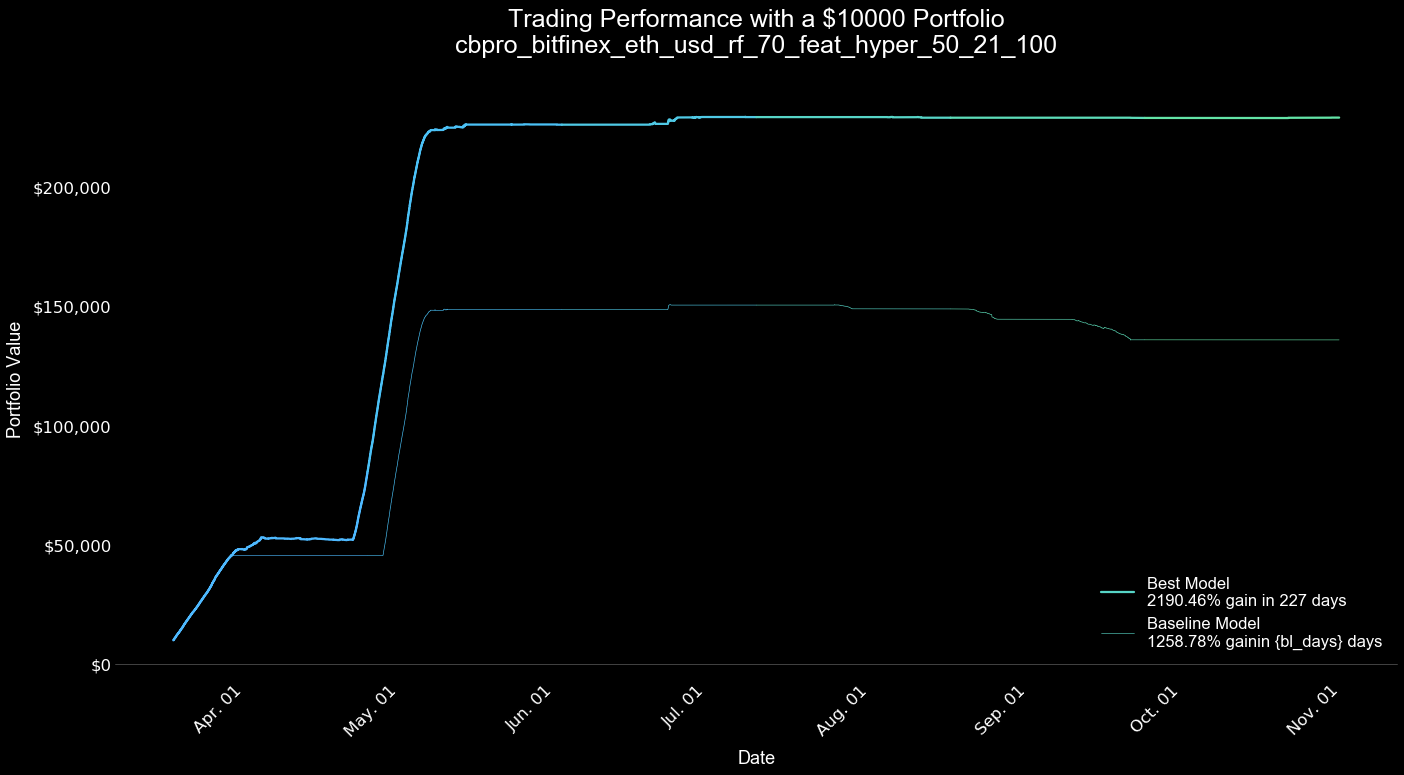 Trading Performance with a $10000 Portfolio
cbpro_bitfinex_eth_usd_rf_70_feat_hyper_50_21_100
$200,000
$150,000
$100,000
$50,000
$0
Portfolio Value
Best Model
2190.46% gain in 227 days
Baseline Model
1258.78% gainin {bl_days} days
Apr. 01
May. 01
Jun. 01
Jul. 01
Aug. 01
Sep. 01
Oct. 01
Nov. 01
Date